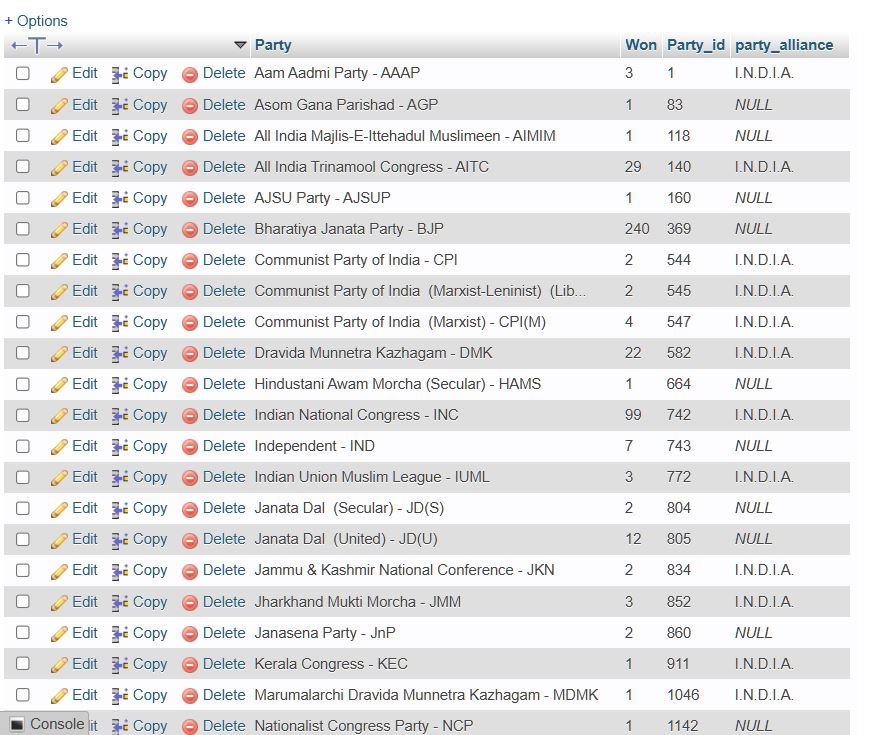 + Options
Party Won Party_id party_alliance
Edit Copy Delete Aam Aadmi Party - AAAP 3 1 I.N.D.I.A.
Edit Copy Delete Asom Gana Parishad - AGP 1 83 NULL
Edit Copy Delete All India Majlis-E-Ittehadul Muslimeen - AIMIM 1 118 NULL
Edit Copy Delete All India Trinamool Congress - AITC 29 140 I.N.D.I.A.
Edit Copy Delete AJSU Party - AJSUP 1 160 NULL
Edit Copy Delete Bharatiya Janata Party - BJP 240 369 NULL
Edit Copy Delete Communist Party of India - CPI 2 544 I.N.D.I.A.
Edit Copy Delete Communist Party of India (Marxist-Leninist) (Lib... 2 545 I.N.D.I.A.
Edit Copy Delete Communist Party of India (Marxist) - CPI(M) 4 547 I.N.D.I.A.
Edit Copy Delete Dravida Munnetra Kazhagam - DMK 22 582 I.N.D.I.A.
Edit Copy Delete Hindustani Awam Morcha (Secular) - HAMS 1 664 NULL
Edit Copy Delete Indian National Congress - INC 99 742 I.N.D.I.A.
Edit Copy Delete Independent - IND 7 743 NULL
Edit Copy Delete Indian Union Muslim League - IUML 3 772 I.N.D.I.A.
Edit Copy Delete Janata Dal (Secular) - JD(S) 2 804 NULL
Edit Copy Delete Janata Dal (United) - JD(U) 12 805 NULL
Edit Copy Delete Jammu & Kashmir National Conference - JKN 2 834 I.N.D.I.A.
Edit Copy Delete Jharkhand Mukti Morcha - JMM 3 852 I.N.D.I.A.
Edit Copy Delete Janasena Party - JnP 2 860 NULL
Edit Copy Delete Kerala Congress - KEC 1 911 I.N.D.I.A.
Edit Copy Delete Marumalarchi Dravida Munnetra Kazhagam - MDMK 1 1046 I.N.D.I.A.
Console it Copy Delete Nationalist Congress Party - NCP 1 1142 NULL